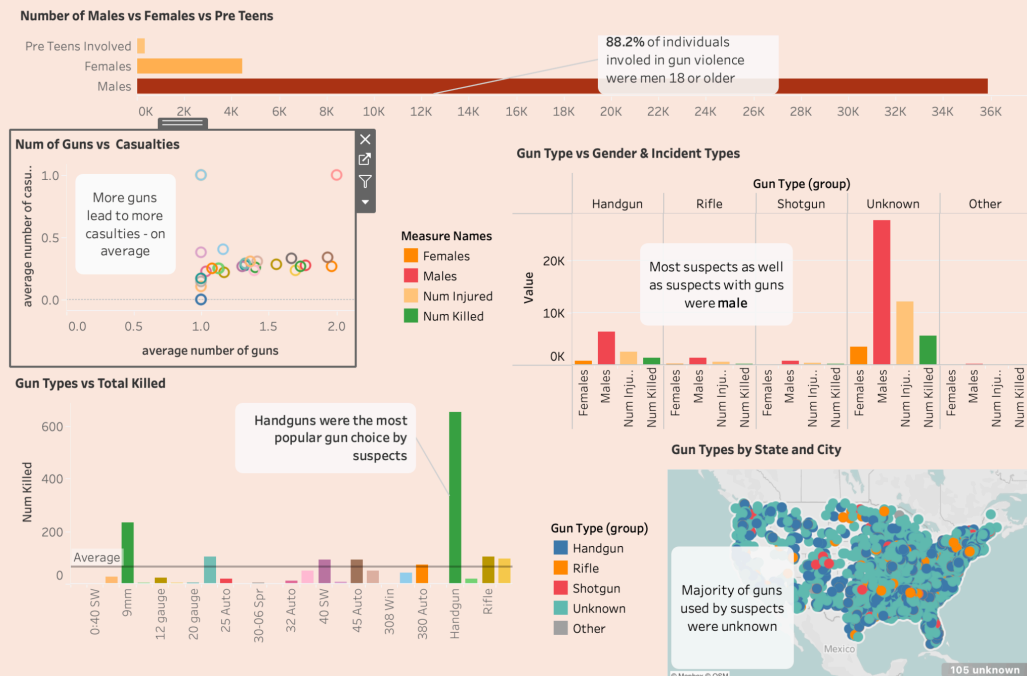 Number of Males vs Females vs Pre Teens
Pre Teens Involved
Females
Males
88.2% of individuals
involed in gun violence
were men 18 or older
0K 2K 4K 6K 8K 10K 12K 14K 16K 18K 20K 22K 24K 26K 28K 30K 32K 34K 36K
Num of Guns vs Casualties
More guns
lead to more
casulties - on
average
average number of casu..
1.0
0.5
0.0
0.0 0.5 1.0 1.5 2.0
average number of guns
Measure Names
Females
Males
Num Injured
Num Killed
Gun Type vs Gender & Incident Types
Gun Type (group)
Handgun Rifle Shotgun Unknown Other
Most suspects as well
as suspects with guns
were male
Value
20K
10K
0K
Females Males Num Inju.. Num Killed Females Males Num Inju.. Num Killed Females Males Num Inju.. Num Killed Females Males Num Inju.. Num Killed Females Males Num Inju.. Num Killed
Gun Types vs Total Killed
Handguns were the most
popular gun choice by
suspects
Num Killed
600
400
200
0
Average
0:40 SW 9mm 12 gauge 20 gauge 25 Auto 30-06 Spr 32 Auto 40 SW 45 Auto 308 Win 380 Auto Handgun Rifle
Gun Type (group)
Handgun
Rifle
Shotgun
Unknown
Other
Gun Types by State and City
Majority of guns
used by suspects
were unknown
Mexico
105 unknown
© Mapbox © OSM